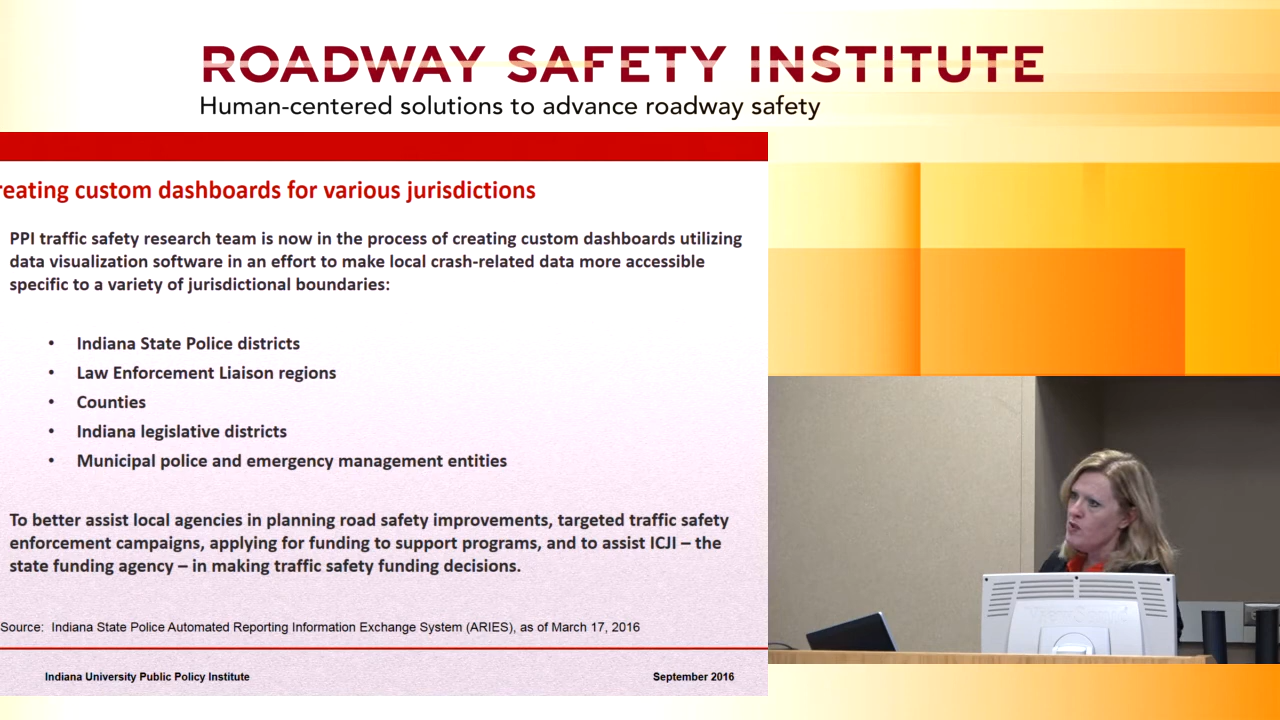 ROADWAY SAFETY INSTITUTE
Human-centered solutions to advance roadway safety
reating custom dashboards for various jurisdictions
PPI traffic safety research team is now in the process of creating custom dashboards utilizing
data visualization software in an effort to make local crash-related data more accessible
specific to a variety of jurisdictional boundaries:
• Indiana State Police districts
• Law Enforcement Liaison regions
• Counties
• Indiana legislative districts
• Municipal police and emergency management entities
To better assist local agencies in planning road safety improvements, targeted traffic safety
enforcement campaigns, applying for funding to support programs, and to assist ICJI – the
state funding agency – in making traffic safety funding decisions.
Source: Indiana State Police Automated Reporting Information Exchange System (ARIES), as of March 17, 2016
Indiana University Public Policy Institute
September 2016